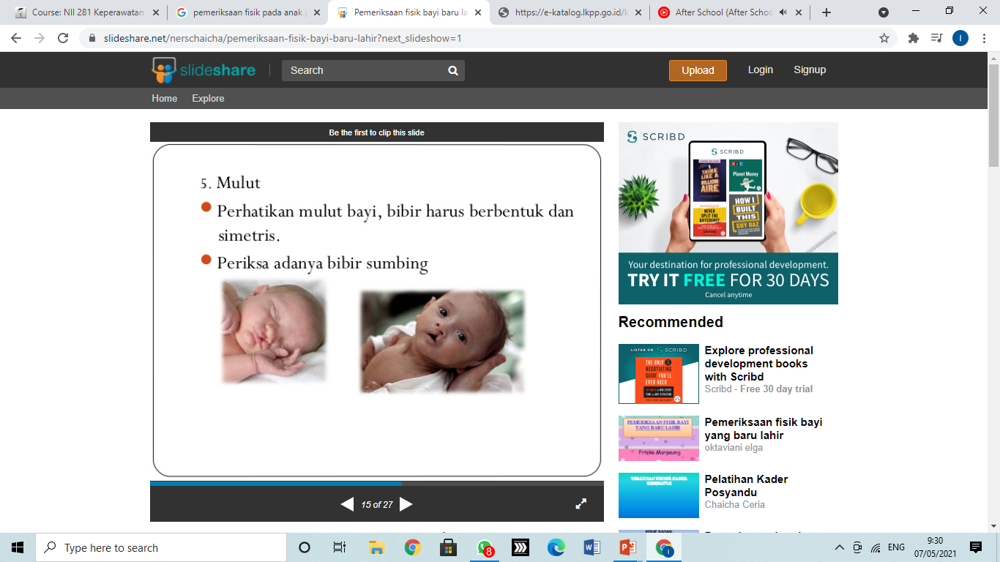 Course: NII 281 Keperawatan
pemeriksaan fisik pada anak p
Pemeriksaan fisik bayi baru la
https://e-katalog.lkpp.go.id/k
After School (After Schoo
slideshare.net/nerschaicha/pemeriksaan-fisik-bayi-baru-lahir?next_slideshow=1
I
slideshare
Search
Upload
Login
Signup
Home
Explore
Be the first to clip this slide
5. Mulut
Perhatikan mulut bayi, bibir harus berbentuk dan
simetris.
Periksa adanya bibir sumbing
15 of 27
SCRIBD
SCRIBD
THINK
LIKE A
BILLION
AIRE
Planet Money
NEVER
SPLIT THE
DIFFERENCE
HOW I
BUILT
THIS
GUY RAZ
Your destination for professional development.
TRY IT FREE FOR 30 DAYS
Cancel anytime
Recommended
LISTEN ON SCRIBD
THE ONLY
NEGOTIATING
GUIDE YOU'LL
EVER NEED
Explore professional
development books
with Scribd
Scribd - Free 30 day trial
PEMERIKSAAN FISIK BAYI
YANG BARU LAHIR
Friska Marpaung
Pemeriksaan fisik bayi
yang baru lahir
oktaviani elga
Pelatihan Kader
Posyandu
Chaicha Ceria
Type here to search
8
I
ENG
9:30
07/05/2021